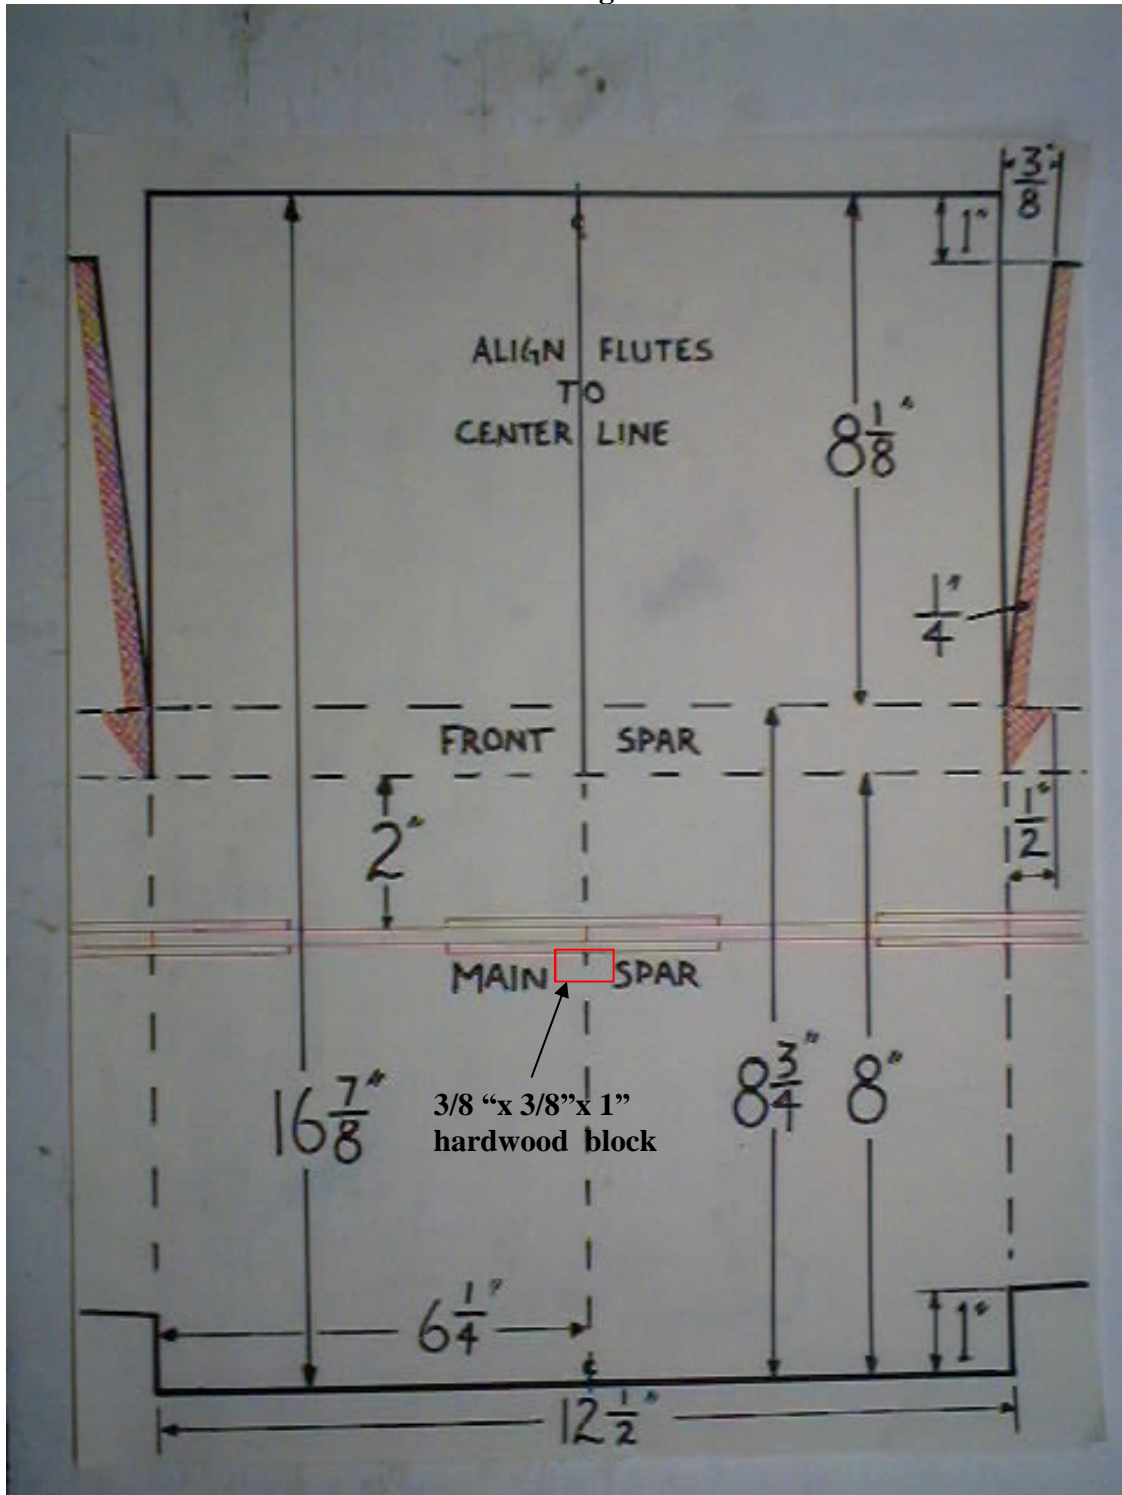 3/8"
1"
ALIGN FLUTES
TO
CENTER LINE
8 1/8"
1/4"
FRONT SPAR
2"
1/2"
MAIN SPAR
16 7/8"
3/8 “x 3/8”x 1”
hardwood block
8 3/4"
8"
6 1/4"
1"
12 1/2"